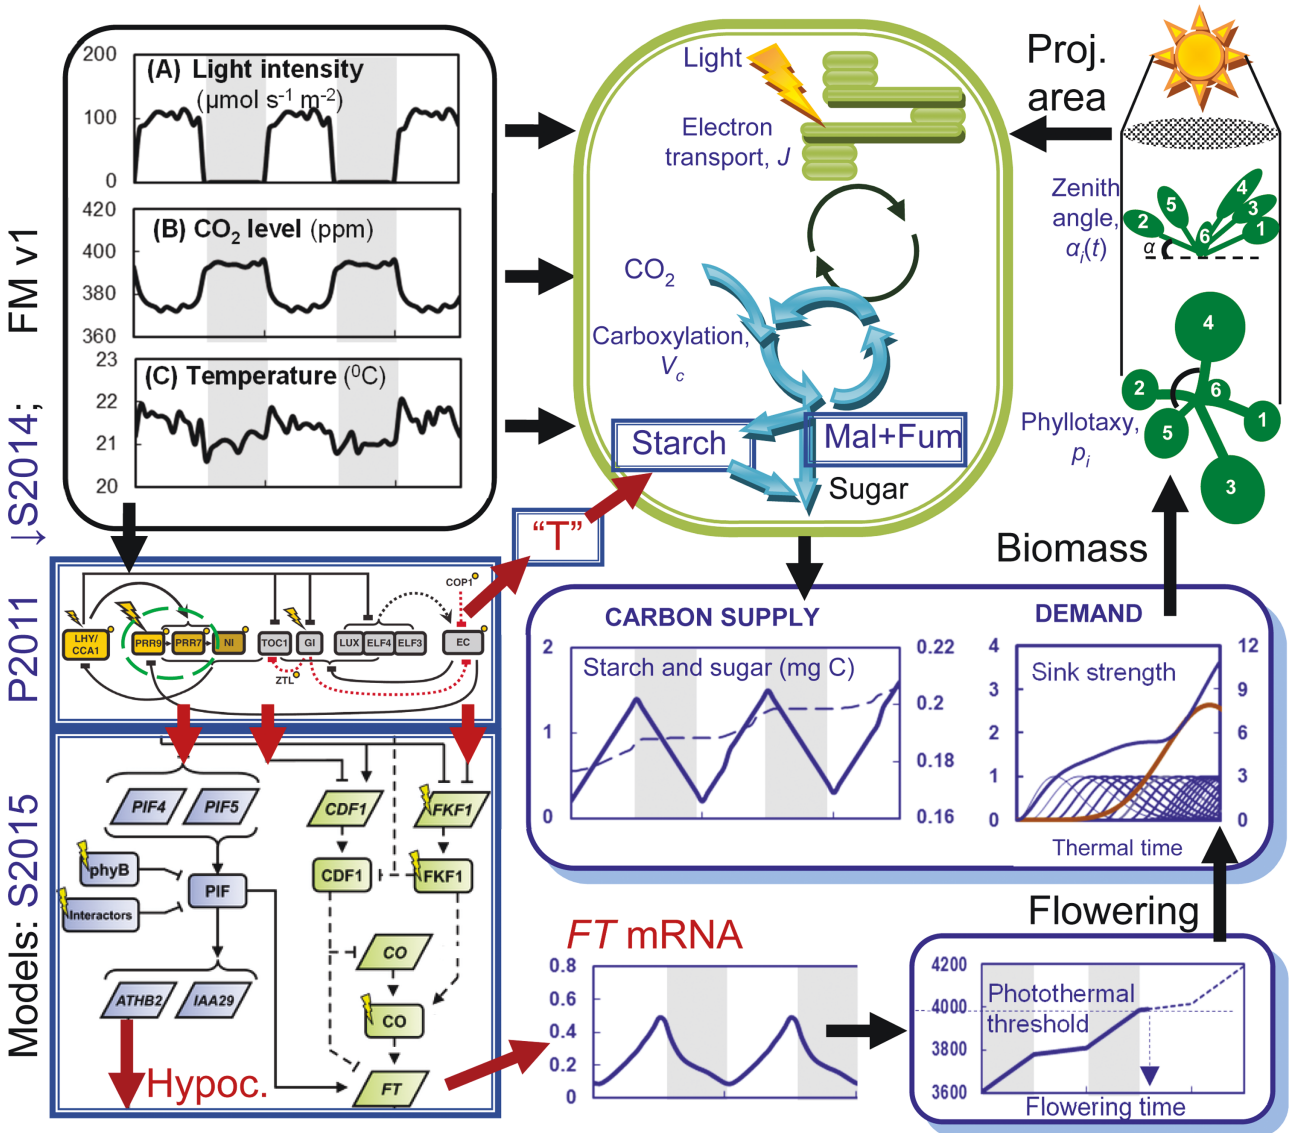 Models: S2015 P2011 ↓S2014; FM v1
200
100
0
(A) Light intensity
(µmol s-1 m-2)
420
400
380
360
(B) CO2 level (ppm)
23
22
21
20
(C) Temperature (0C)
Light
Electron
transport, J
CO2
Carboxylation,
Vc
Starch
Mal+Fum
Sugar
Proj.
area
Zenith
angle,
αi(t)
α
5
4
2
3
6
1
4
2
6
1
5
3
Phyllotaxy,
pi
"T"
Biomass
COP1
LHY/
CCA1
PRR9
PRR7
NI
TOC1
GI
LUX
ELF4
ELF3
EC
ZTL
CARBON SUPPLY
DEMAND
2
1
0
Starch and sugar (mg C)
0.22
0.2
0.18
0.16
4
3
2
1
0
Sink strength
12
9
6
3
0
Thermal time
PIF4
PIF5
CDF1
FKF1
phyB
PIF
CDF1
FKF1
Interactors
CO
ATHB2
IAA29
CO
FT
Hypoc.
FT mRNA
0.8
0.6
0.4
0.2
0
Flowering
4200
4000
3800
3600
Photothermal
threshold
Flowering time